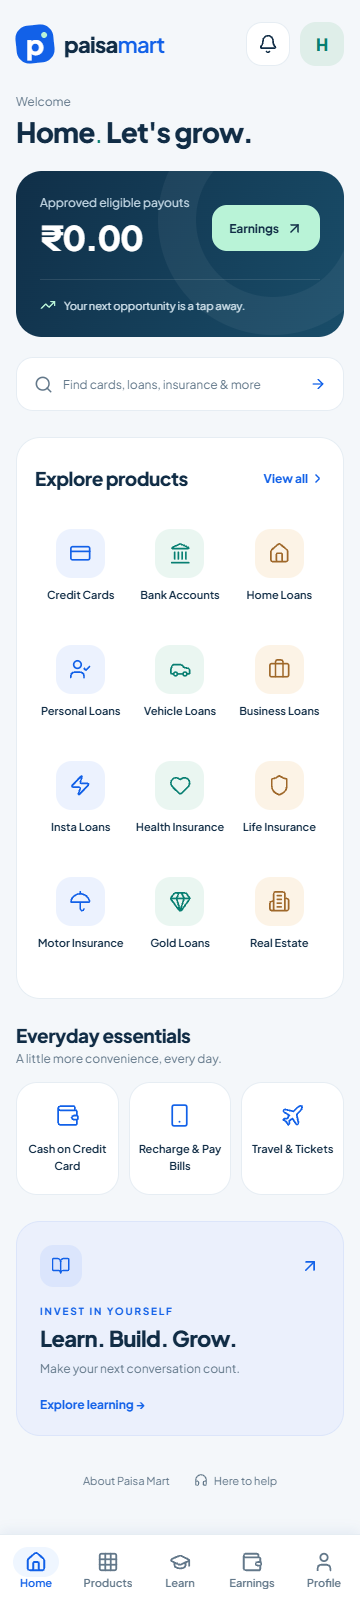 paisamart
H
Welcome
Home. Let's grow.
Approved eligible payouts
₹0.00
Earnings
Your next opportunity is a tap away.
Find cards, loans, insurance & more
Explore products
View all
Credit Cards
Bank Accounts
Home Loans
Personal Loans
Vehicle Loans
Business Loans
Insta Loans
Health Insurance
Life Insurance
Motor Insurance
Gold Loans
Real Estate
Everyday essentials
A little more convenience, every day.
Cash on Credit
Card
Recharge & Pay
Bills
Travel & Tickets
INVEST IN YOURSELF
Learn. Build. Grow.
Make your next conversation count.
Explore learning →
About Paisa Mart
Here to help
Home
Products
Learn
Earnings
Profile